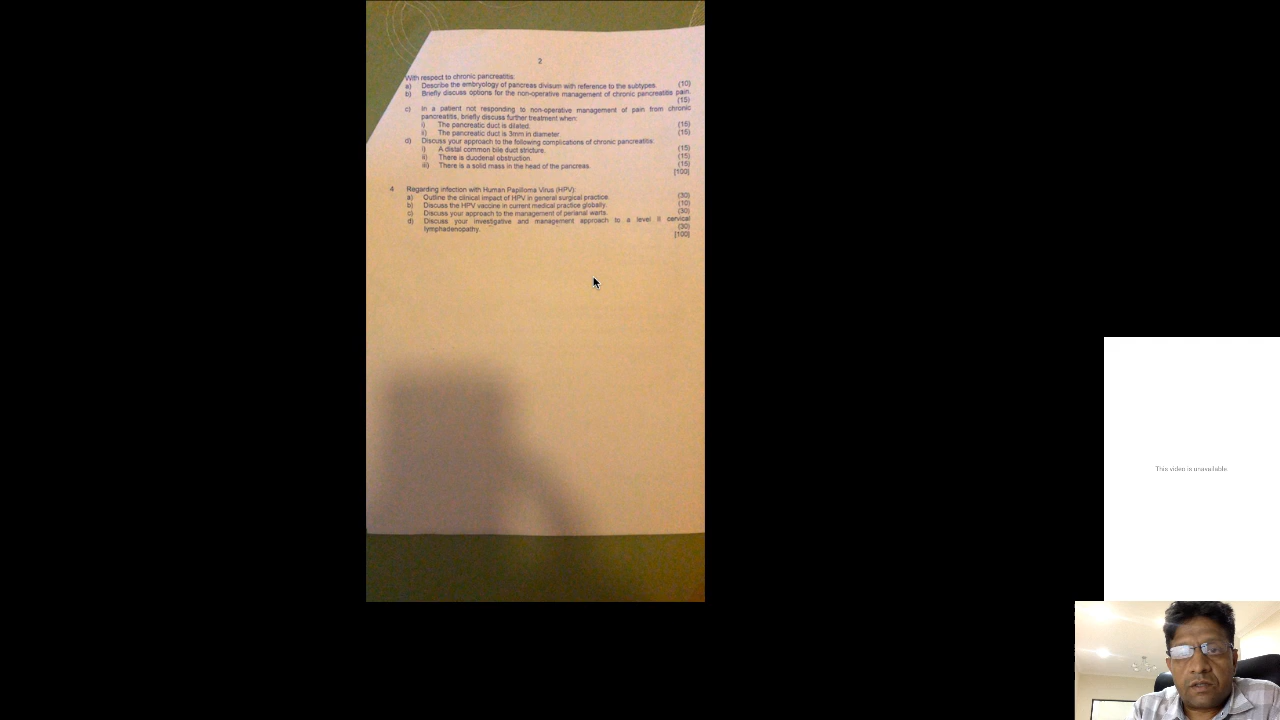 2
With respect to chronic pancreatitis:
a) Describe the embryology of pancreas divisum with reference to the subtypes. (10)
b) Briefly discuss options for the non-operative management of chronic pancreatitis pain.
(15)
c) In a patient not responding to non-operative management of pain from chronic
pancreatitis, briefly discuss further treatment when:
i) The pancreatic duct is dilated. (15)
ii) The pancreatic duct is 3mm in diameter. (15)
d) Discuss your approach to the following complications of chronic pancreatitis:
i) A distal common bile duct stricture. (15)
ii) There is duodenal obstruction. (15)
iii) There is a solid mass in the head of the pancreas. (15)
[100]
4 Regarding infection with Human Papilloma Virus (HPV):
a) Outline the clinical impact of HPV in general surgical practice. (30)
b) Discuss the HPV vaccine in current medical practice globally. (10)
c) Discuss your approach to the management of perianal warts. (30)
d) Discuss your investigative and management approach to a level II cervical
lymphadenopathy. (30)
[100]
This video is unavailable